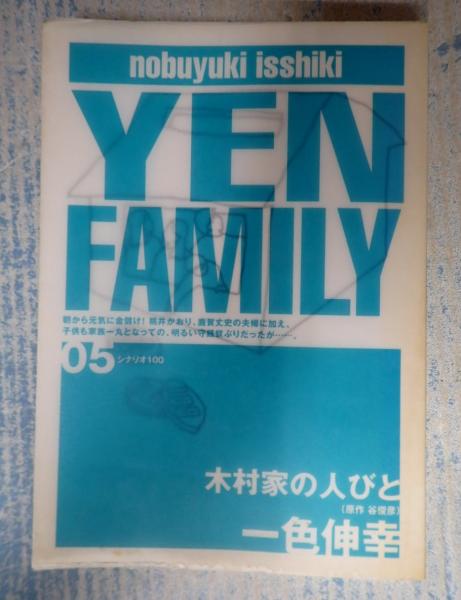 nobuyuki isshiki
YEN
FAMILY
朝から元気に金儲け！桃井かおり、鹿賀丈史の夫婦に加え、
子供も家族一丸となっての、明るい守銭奴ぶりだったが……。
05 シナリオ100
木村家の人びと
（原作 谷俊彦）
一色伸幸